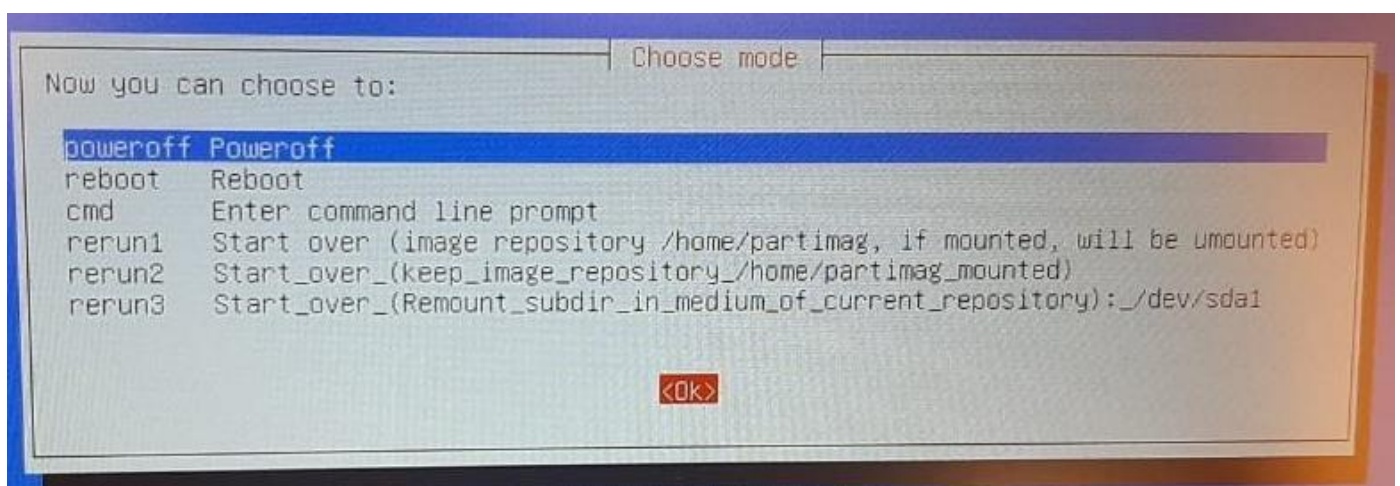 Choose mode
Now you can choose to:
poweroff Poweroff
reboot Reboot
cmd Enter command line prompt
rerun1 Start over (image repository /home/partimag, if mounted, will be umounted)
rerun2 Start_over_(keep_image_repository_/home/partimag_mounted)
rerun3 Start_over_(Remount_subdir_in_medium_of_current_repository):_/dev/sda1
<Ok>